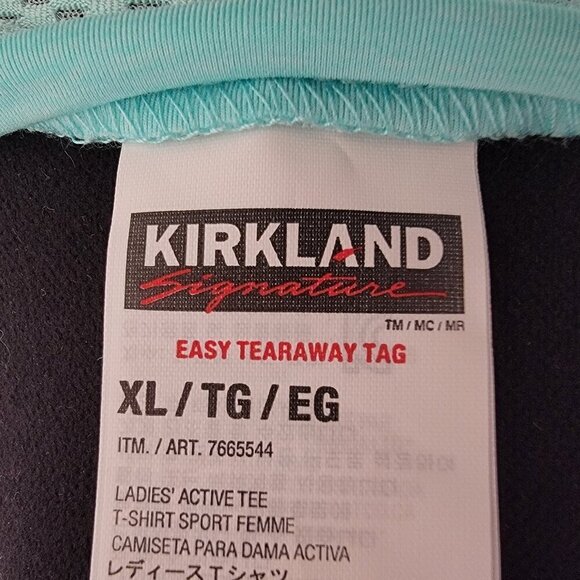 KIRKLAND
Signature
TM / MC / MR
EASY TEARAWAY TAG
XL / TG / EG
ITM. / ART. 7665544
LADIES' ACTIVE TEE
T-SHIRT SPORT FEMME
CAMISETA PARA DAMA ACTIVA
レディース T シャツ